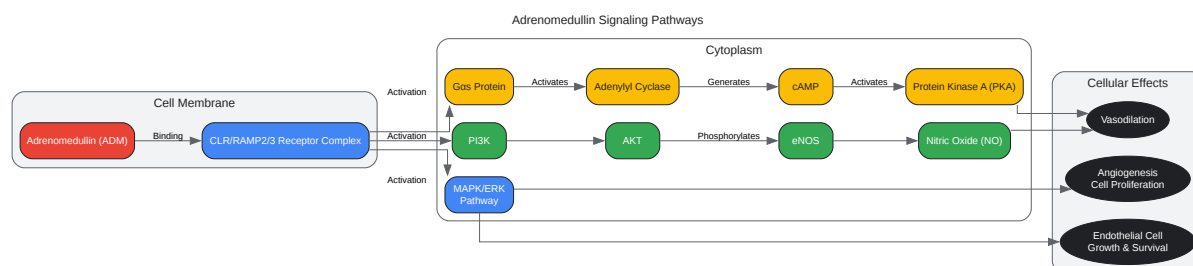 Adrenomedullin Signaling Pathways
Cell Membrane
Adrenomedullin (ADM)
Binding
CLR/RAMP2/3 Receptor Complex
Activation
Activation
Activation
Cytoplasm
Gαs Protein
Activates
Adenylyl Cyclase
Generates
cAMP
Activates
Protein Kinase A (PKA)
PI3K
AKT
Phosphorylates
eNOS
Nitric Oxide (NO)
MAPK/ERK
Pathway
Cellular Effects
Vasodilation
Angiogenesis
Cell Proliferation
Endothelial Cell
Growth & Survival